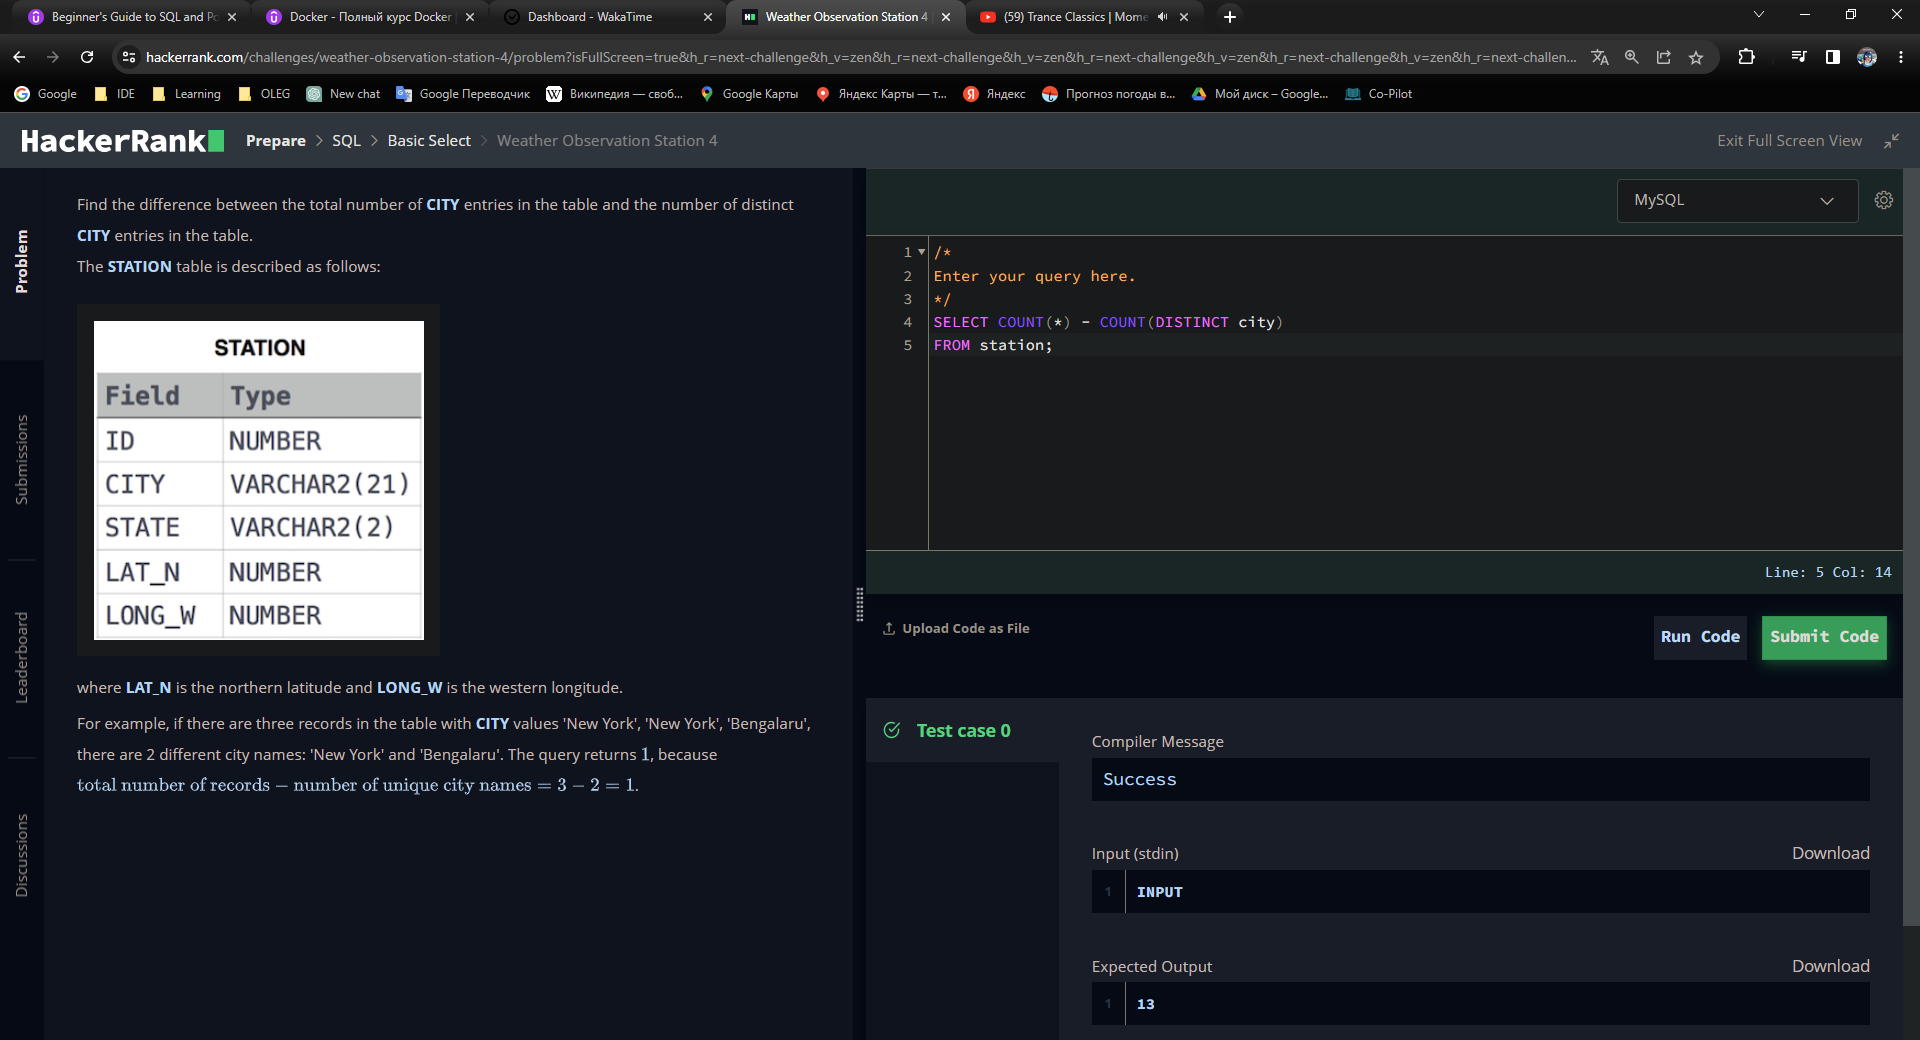 Beginner's Guide to SQL and Po
Docker - Полный курс Docker
Dashboard - WakaTime
Weather Observation Station 4
(59) Trance Classics | Mome
hackerrank.com/challenges/weather-observation-station-4/problem?isFullScreen=true&h_r=next-challenge&h_v=zen&h_r=next-challenge&h_v=zen&h_r=next-challenge&h_v=zen&h_r=next-challenge&h_v=zen&h_r=next-challenge&h_v=zen&h_r=next-challen...
Google IDE Learning OLEG New chat Google Переводчик Википедия — своб... Google Карты Яндекс Карты — т... Яндекс Прогноз погоды в... Мой диск – Google... Co-Pilot
HackerRank Prepare > SQL > Basic Select > Weather Observation Station 4
Exit Full Screen View
Problem
Submissions
Leaderboard
Discussions
Find the difference between the total number of CITY entries in the table and the number of distinct
CITY entries in the table.
The STATION table is described as follows:
STATION
Field Type
ID NUMBER
CITY VARCHAR2(21)
STATE VARCHAR2(2)
LAT_N NUMBER
LONG_W NUMBER
where LAT_N is the northern latitude and LONG_W is the western longitude.
For example, if there are three records in the table with CITY values 'New York', 'New York', 'Bengalaru',
there are 2 different city names: 'New York' and 'Bengalaru'. The query returns 1, because
total number of records − number of unique city names = 3 − 2 = 1.
MySQL
1 /*
2 Enter your query here.
3 */
4 SELECT COUNT(*) - COUNT(DISTINCT city)
5 FROM station;
Line: 5 Col: 14
Upload Code as File
Run Code
Submit Code
Test case 0
Compiler Message
Success
Input (stdin)
Download
1 INPUT
Expected Output
Download
1 13